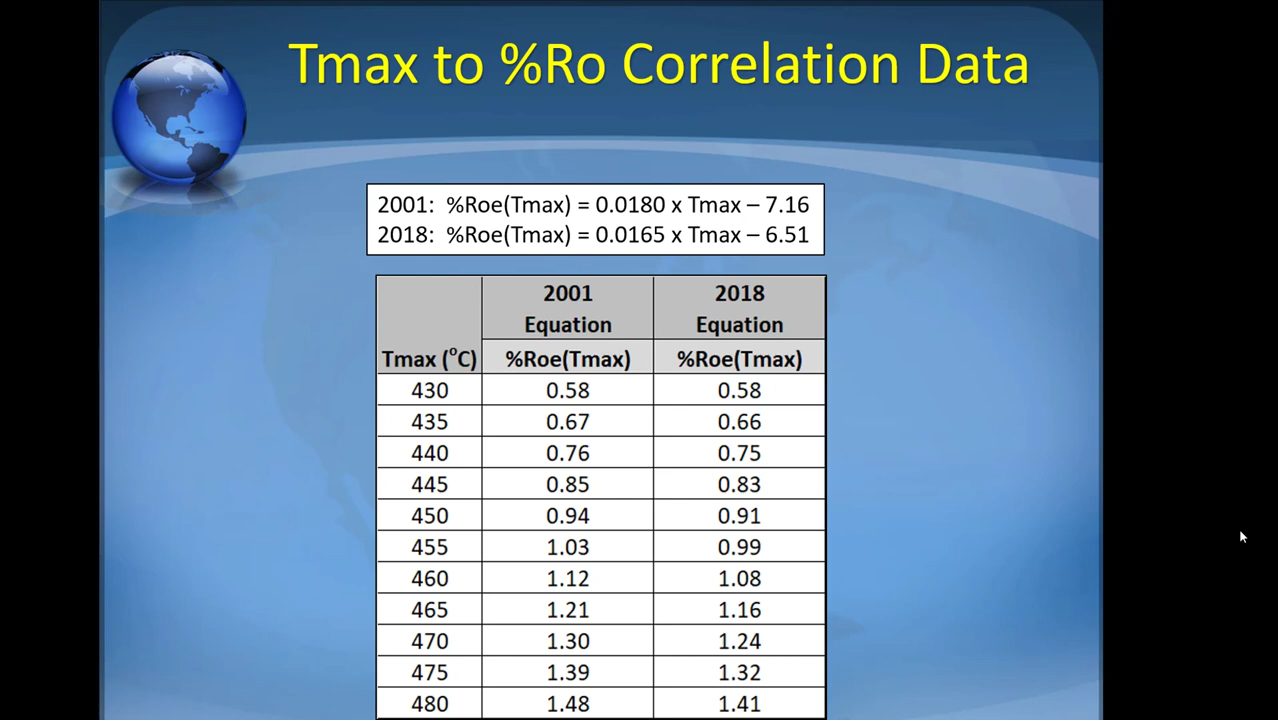 Tmax to %Ro Correlation Data
2001:  %Roe(Tmax) = 0.0180 x Tmax – 7.16
2018:  %Roe(Tmax) = 0.0165 x Tmax – 6.51
2001 2018
Equation Equation
Tmax (°C) %Roe(Tmax) %Roe(Tmax)
430 0.58 0.58
435 0.67 0.66
440 0.76 0.75
445 0.85 0.83
450 0.94 0.91
455 1.03 0.99
460 1.12 1.08
465 1.21 1.16
470 1.30 1.24
475 1.39 1.32
480 1.48 1.41